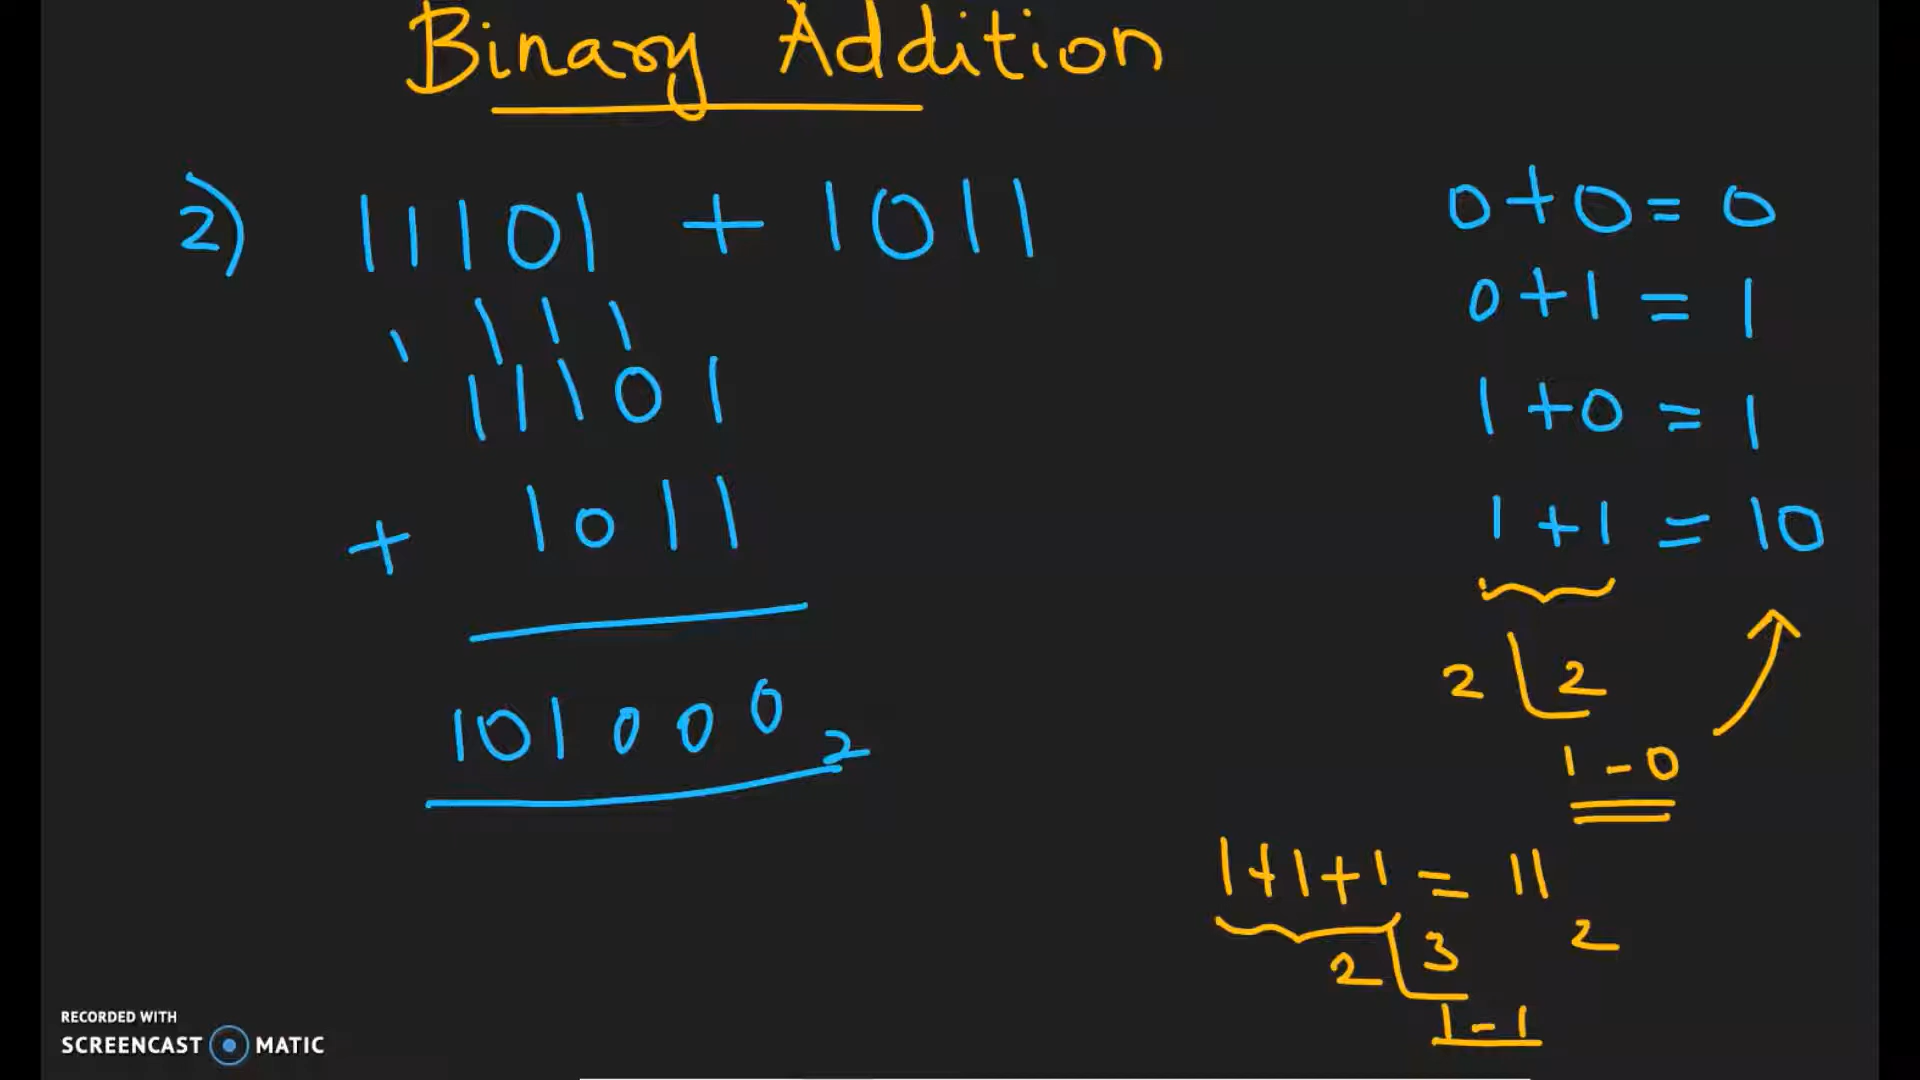 Binary Addition
2) 11101 + 1011
1 1 1 1
11101
+ 1011
101000 2
0+0=0
0+1=1
1+0=1
1+1=10
2 2
1-0
1+1+1=11 2
2 3
1-1
RECORDED WITH
SCREENCAST MATIC